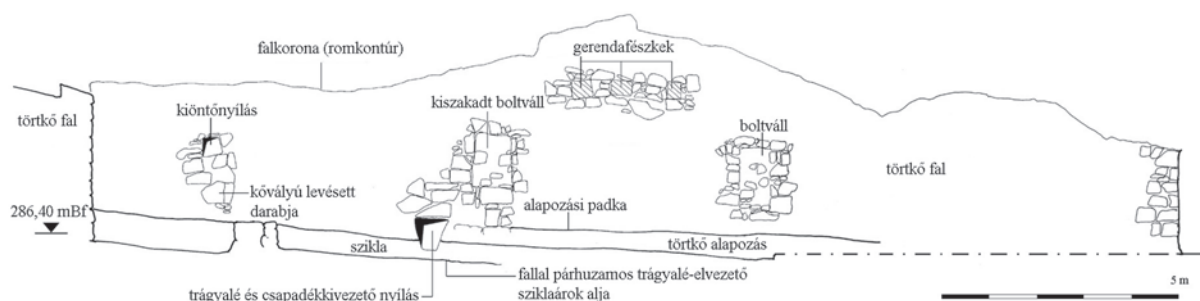 gerendafészkek
falkorona (romkontúr)
kiöntőnyílás
kiszakadt boltváll
törtkő fal
boltváll
törtkő fal
kővályú levésett
darabja
alapozási padka
286,40 mBf
szikla
törtkő alapozás
fallal párhuzamos trágyalé-elvezető
sziklaárok alja
trágyalé és csapadékkivezető nyílás
5 m